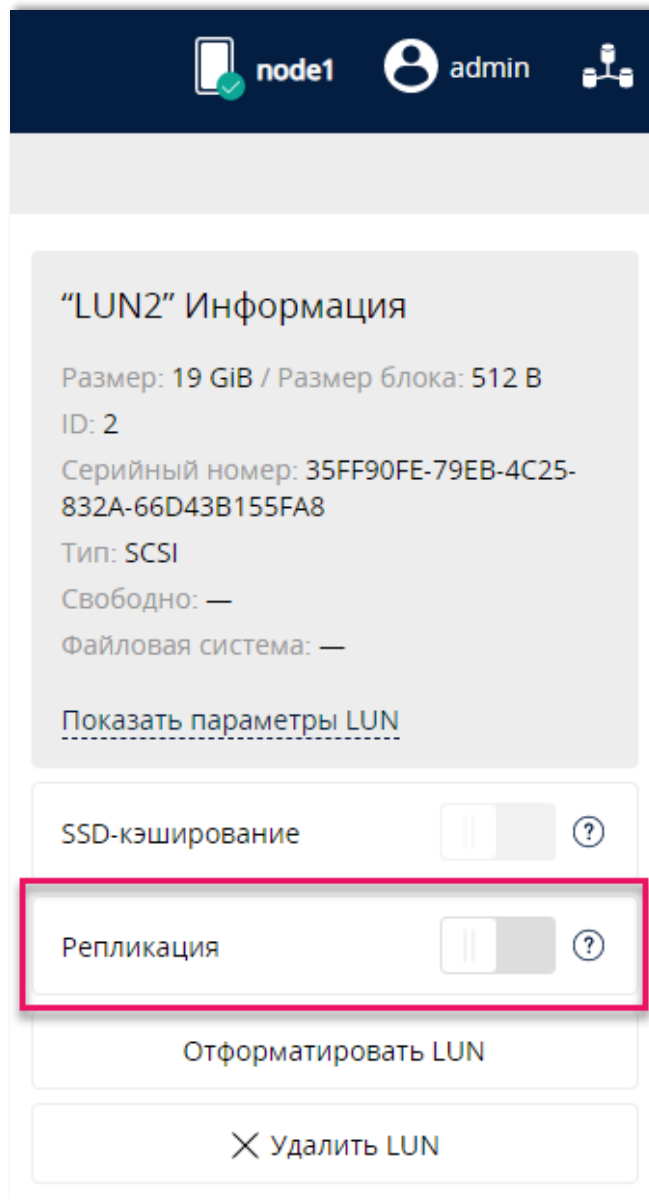 node1 admin
“LUN2” Информация
Размер: 19 GiB / Размер блока: 512 B
ID: 2
Серийный номер: 35FF90FE-79EB-4C25-
832A-66D43B155FA8
Тип: SCSI
Свободно: —
Файловая система: —
Показать параметры LUN
SSD-кэширование ?
Репликация ?
Отформатировать LUN
Удалить LUN